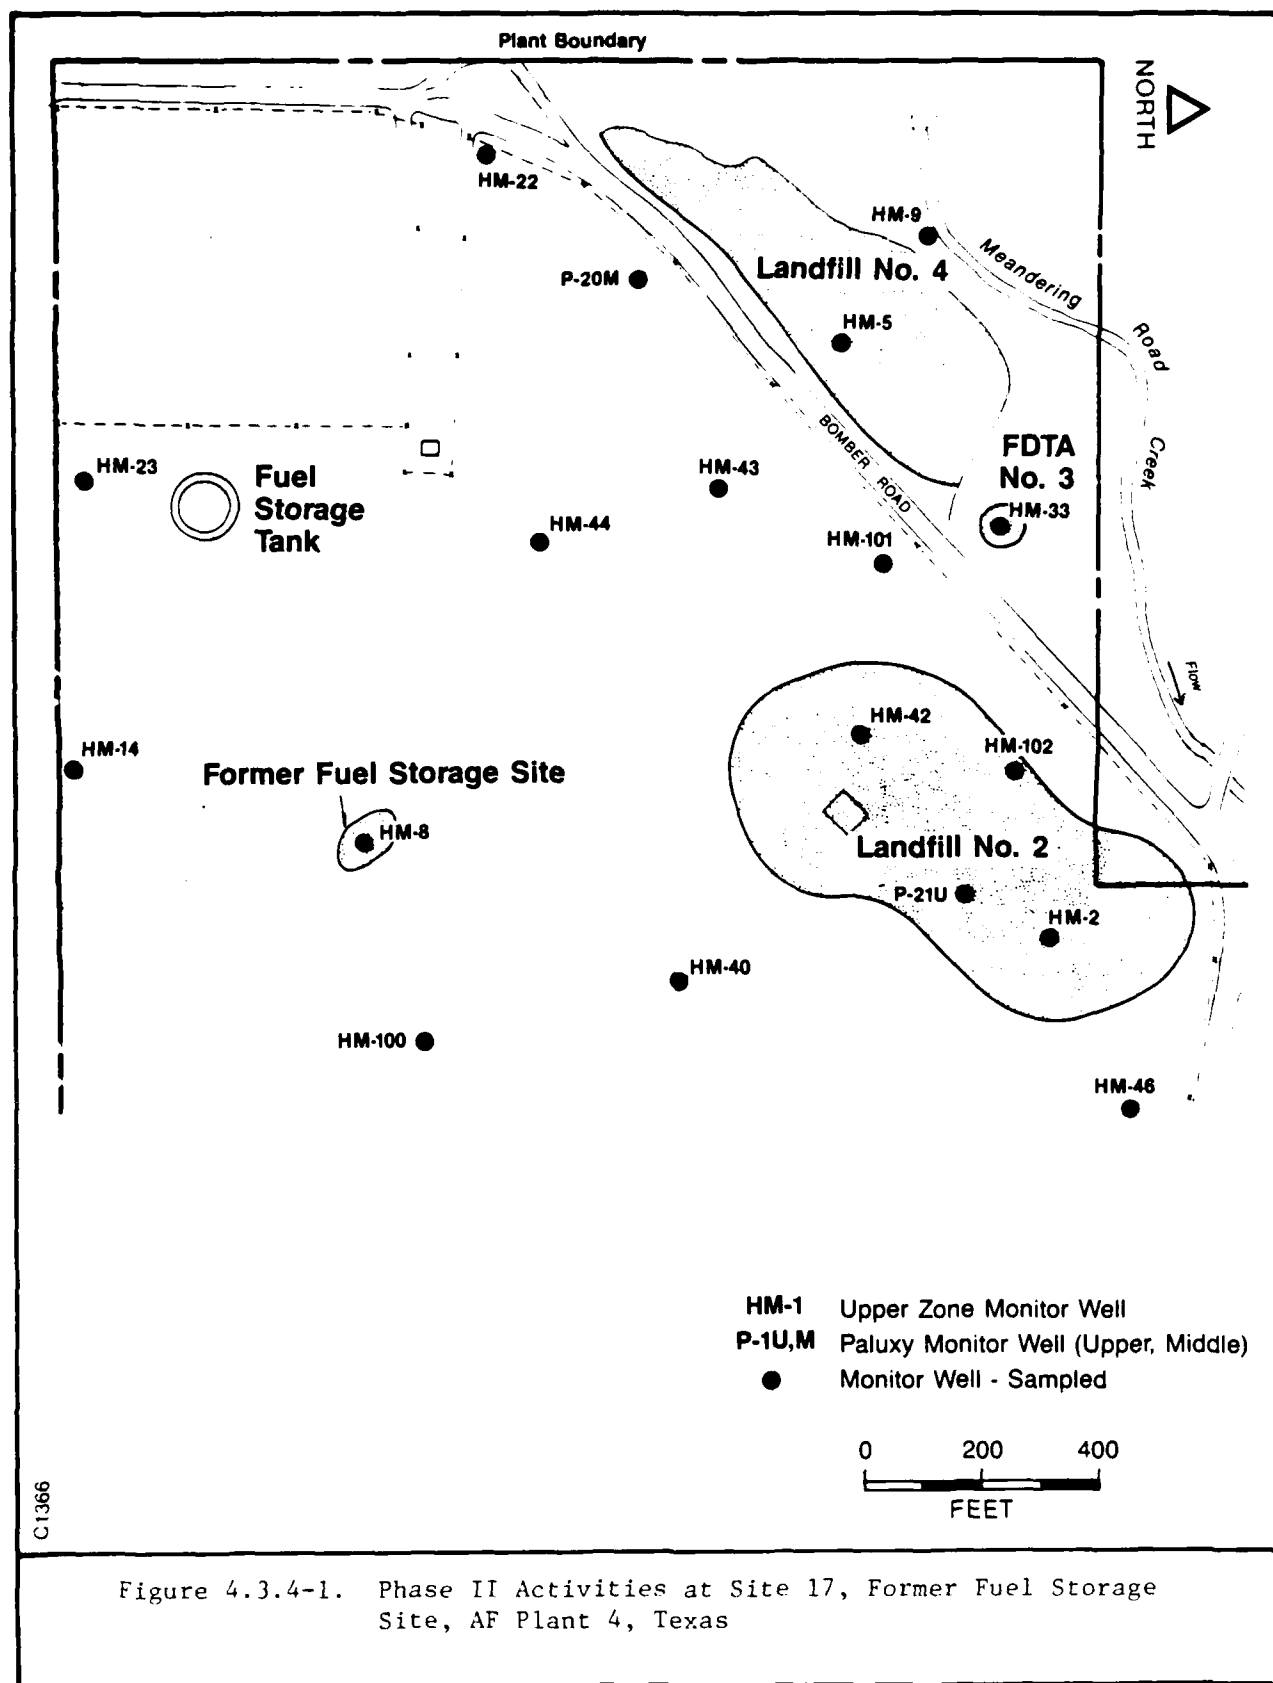 Plant Boundary
NORTH
HM-22
HM-9
Meandering
Road
Creek
P-20M
Landfill No. 4
HM-5
BOMBER ROAD
HM-23
Fuel
Storage
Tank
HM-43
HM-44
HM-101
FDTA
No. 3
HM-33
Flow
HM-14
Former Fuel Storage Site
HM-8
HM-42
HM-102
Landfill No. 2
P-21U
HM-2
HM-40
HM-100
HM-46
HM-1 Upper Zone Monitor Well
P-1U,M Paluxy Monitor Well (Upper, Middle)
Monitor Well - Sampled
0 200 400
FEET
C1366
Figure 4.3.4-1. Phase II Activities at Site 17, Former Fuel Storage
Site, AF Plant 4, Texas